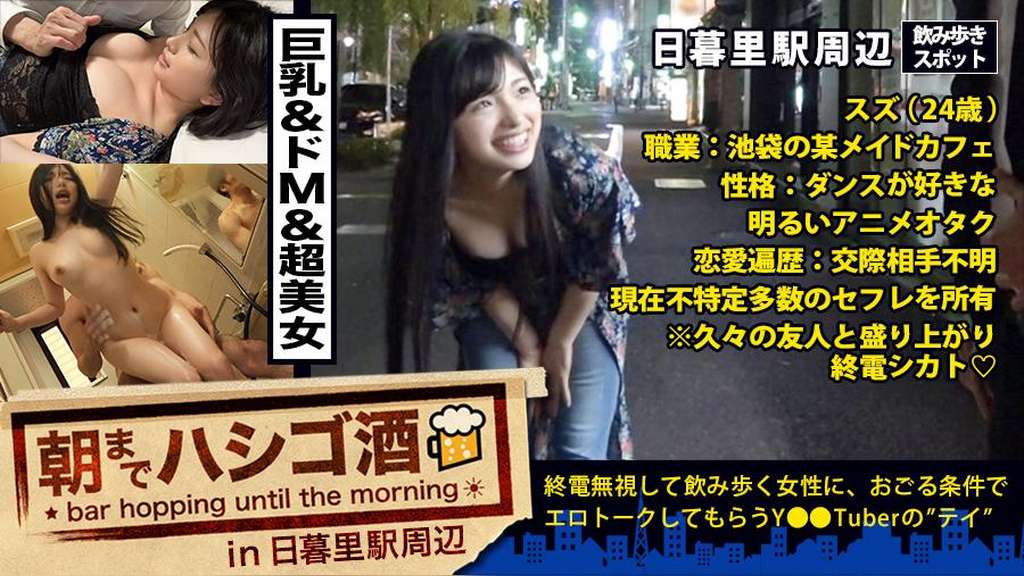 巨乳&ドM&超美女
日暮里駅周辺
飲み歩き
スポット
スズ(24歳)
職業:池袋の某メイドカフェ
性格:ダンスが好きな
明るいアニメオタク
恋愛遍歴:交際相手不明
現在不特定多数のセフレを所有
※久々の友人と盛り上がり
終電シカト♡
朝までハシゴ酒
★ bar hopping until the morning ☀
in 日暮里駅周辺
終電無視して飲み歩く女性に、おごる条件で
エロトークしてもらうY●●Tuberの"テイ"